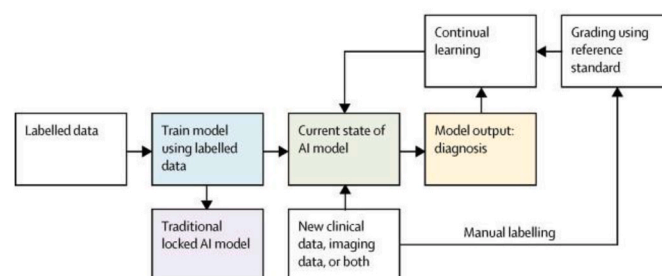 Continual
learning
Grading using
reference
standard
Labelled data
Train model
using labelled
data
Current state of
AI model
Model output:
diagnosis
Traditional
locked AI model
New clinical
data, imaging
data, or both
Manual labelling